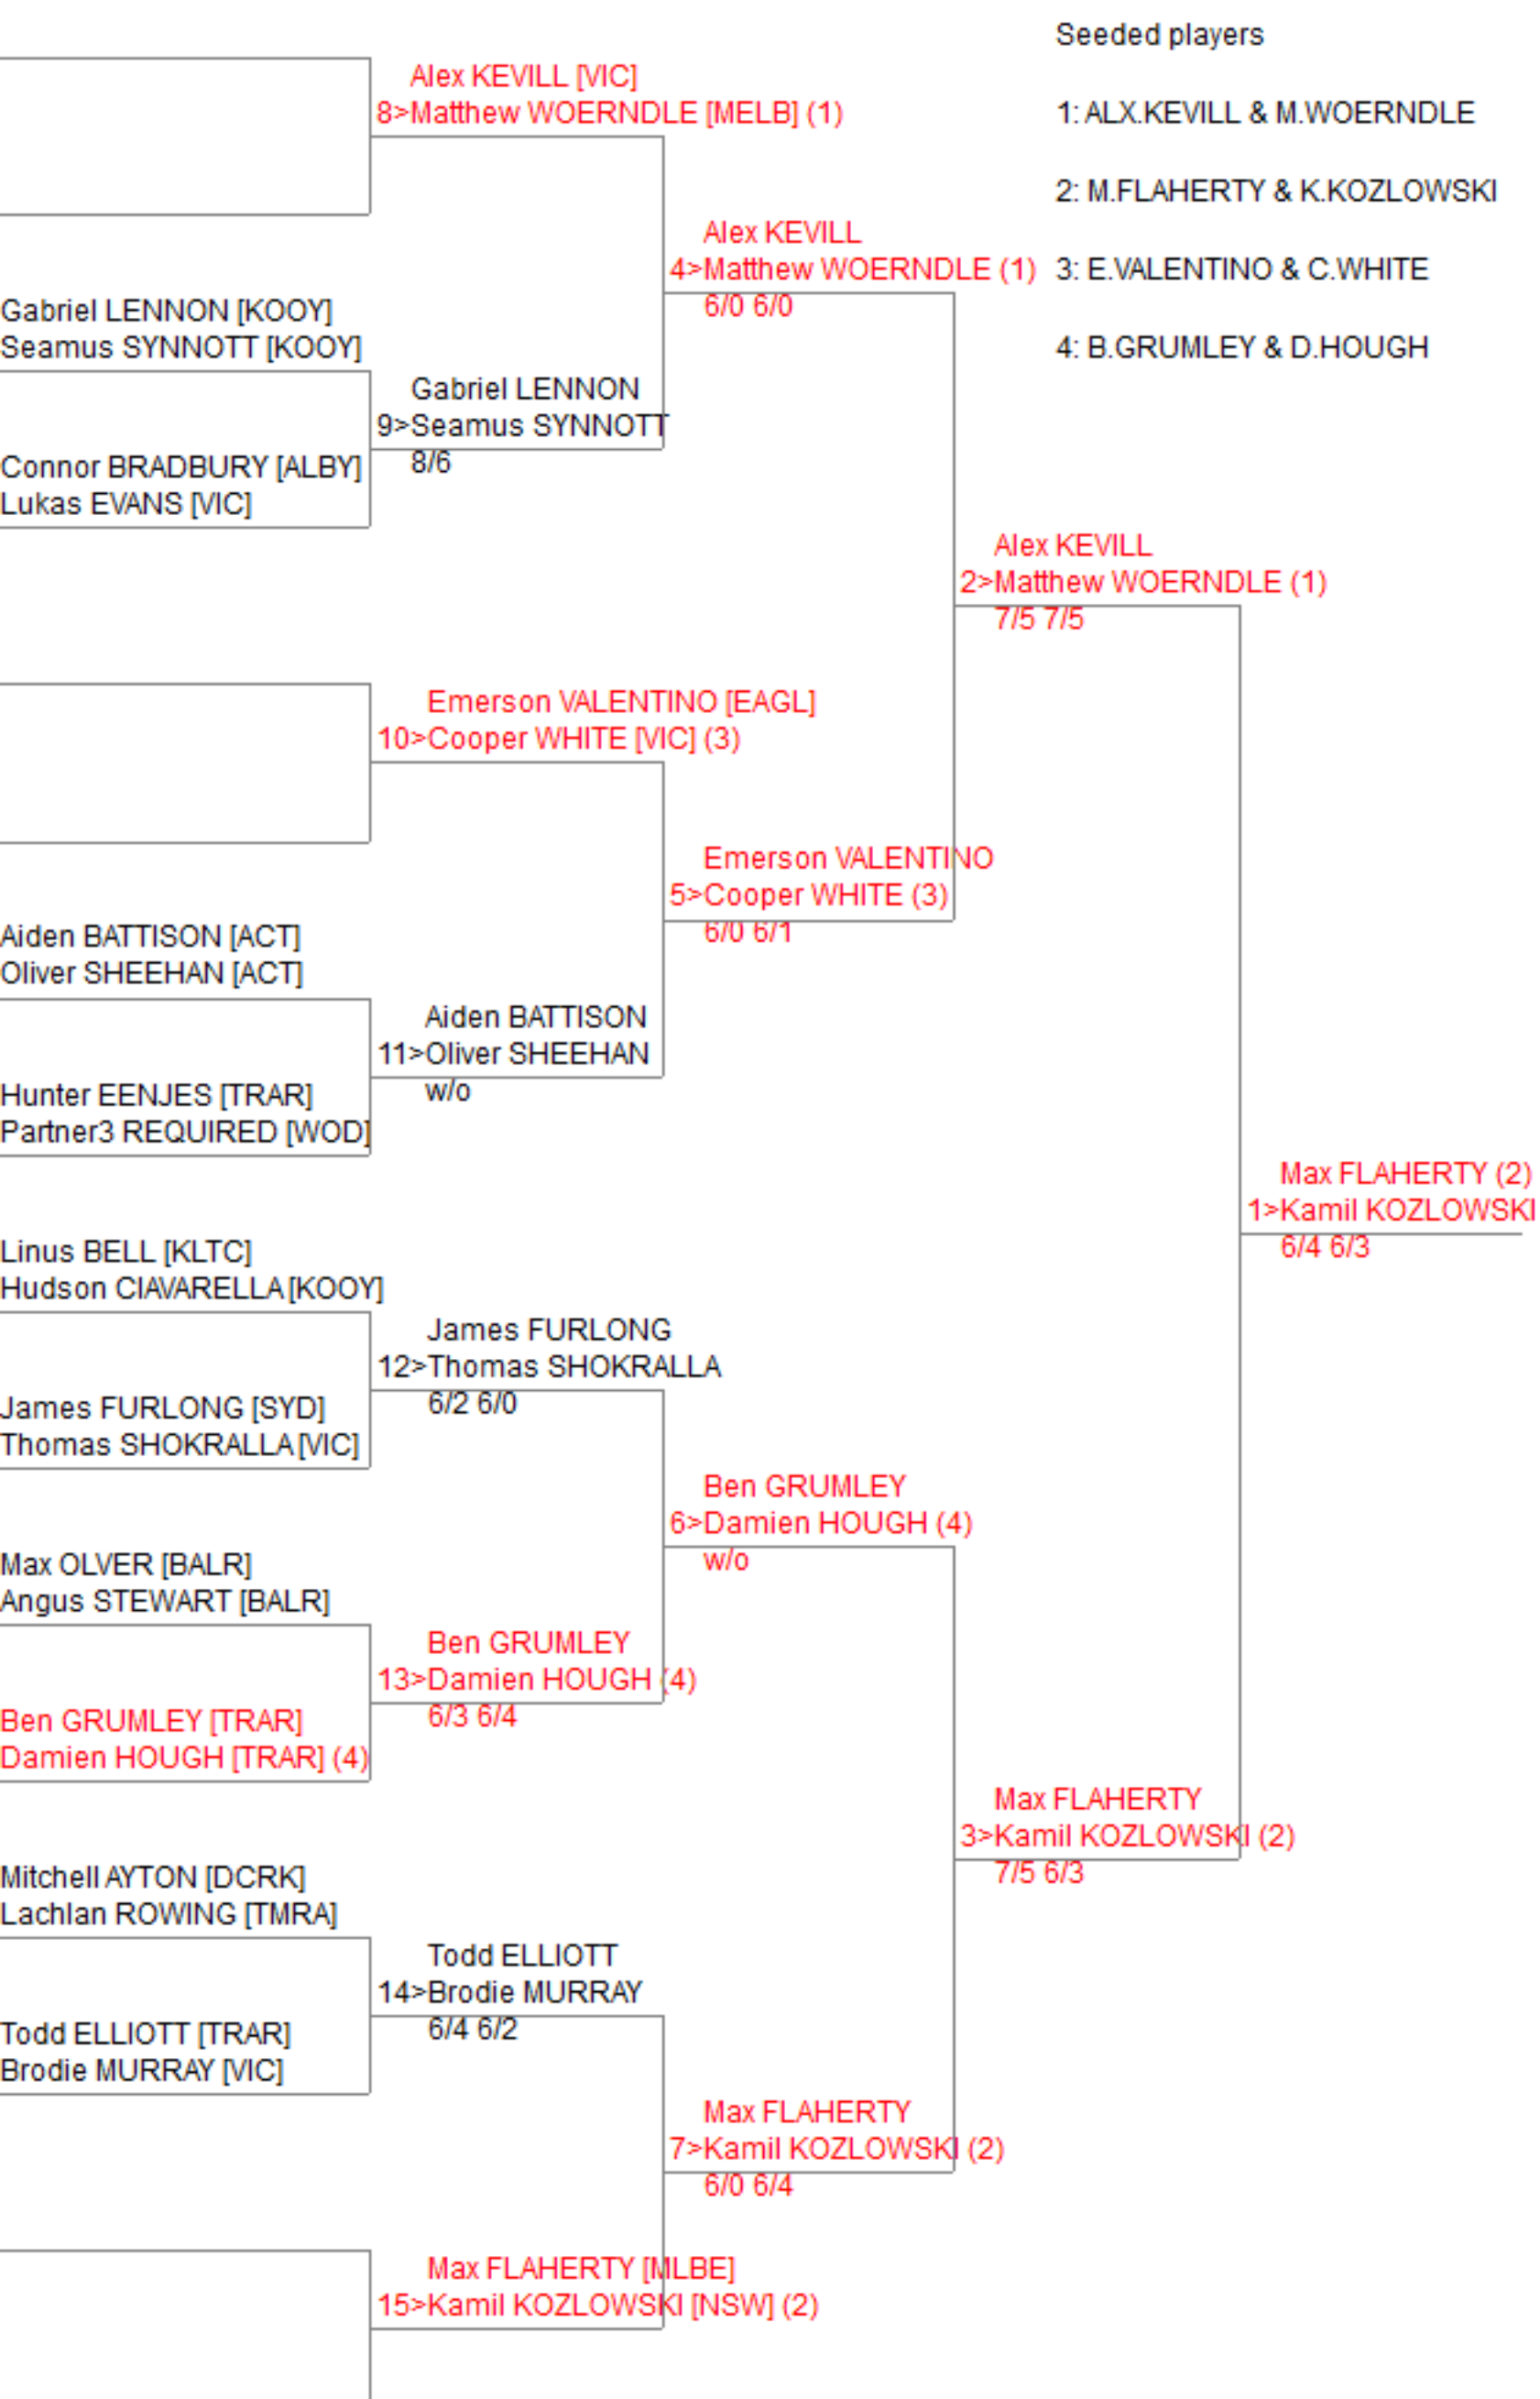 Seeded players
Alex KEVILL [VIC]
8>Matthew WOERNDLE [MELB] (1)
1: ALX.KEVILL & M.WOERNDLE
2: M.FLAHERTY & K.KOZLOWSKI
Alex KEVILL
4>Matthew WOERNDLE (1)
6/0 6/0
3: E.VALENTINO & C.WHITE
4: B.GRUMLEY & D.HOUGH
Gabriel LENNON [KOOY]
Seamus SYNNOTT [KOOY]
Gabriel LENNON
9>Seamus SYNNOTT
8/6
Connor BRADBURY [ALBY]
Lukas EVANS [VIC]
Alex KEVILL
2>Matthew WOERNDLE (1)
7/5 7/5
Emerson VALENTINO [EAGL]
10>Cooper WHITE [VIC] (3)
Emerson VALENTINO
5>Cooper WHITE (3)
6/0 6/1
Aiden BATTISON [ACT]
Oliver SHEEHAN [ACT]
Aiden BATTISON
11>Oliver SHEEHAN
w/o
Hunter EENJES [TRAR]
Partner3 REQUIRED [WOD]
Max FLAHERTY (2)
1>Kamil KOZLOWSKI
6/4 6/3
Linus BELL [KLTC]
Hudson CIAVARELLA [KOOY]
James FURLONG
12>Thomas SHOKRALLA
6/2 6/0
James FURLONG [SYD]
Thomas SHOKRALLA [VIC]
Ben GRUMLEY
6>Damien HOUGH (4)
w/o
Max OLVER [BALR]
Angus STEWART [BALR]
Ben GRUMLEY
13>Damien HOUGH (4)
6/3 6/4
Ben GRUMLEY [TRAR]
Damien HOUGH [TRAR] (4)
Max FLAHERTY
3>Kamil KOZLOWSKI (2)
7/5 6/3
Mitchell AYTON [DCRK]
Lachlan ROWING [TMRA]
Todd ELLIOTT
14>Brodie MURRAY
6/4 6/2
Todd ELLIOTT [TRAR]
Brodie MURRAY [VIC]
Max FLAHERTY
7>Kamil KOZLOWSKI (2)
6/0 6/4
Max FLAHERTY [MLBE]
15>Kamil KOZLOWSKI [NSW] (2)